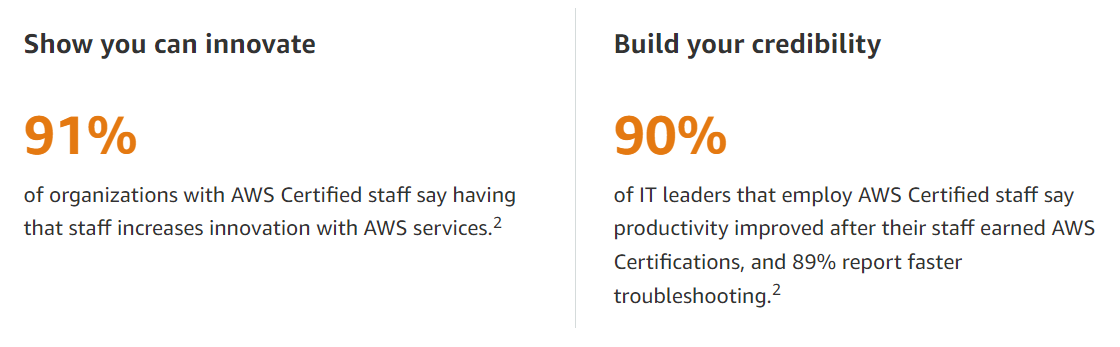 Show you can innovate
91%
of organizations with AWS Certified staff say having
that staff increases innovation with AWS services.2
Build your credibility
90%
of IT leaders that employ AWS Certified staff say
productivity improved after their staff earned AWS
Certifications, and 89% report faster
troubleshooting.2